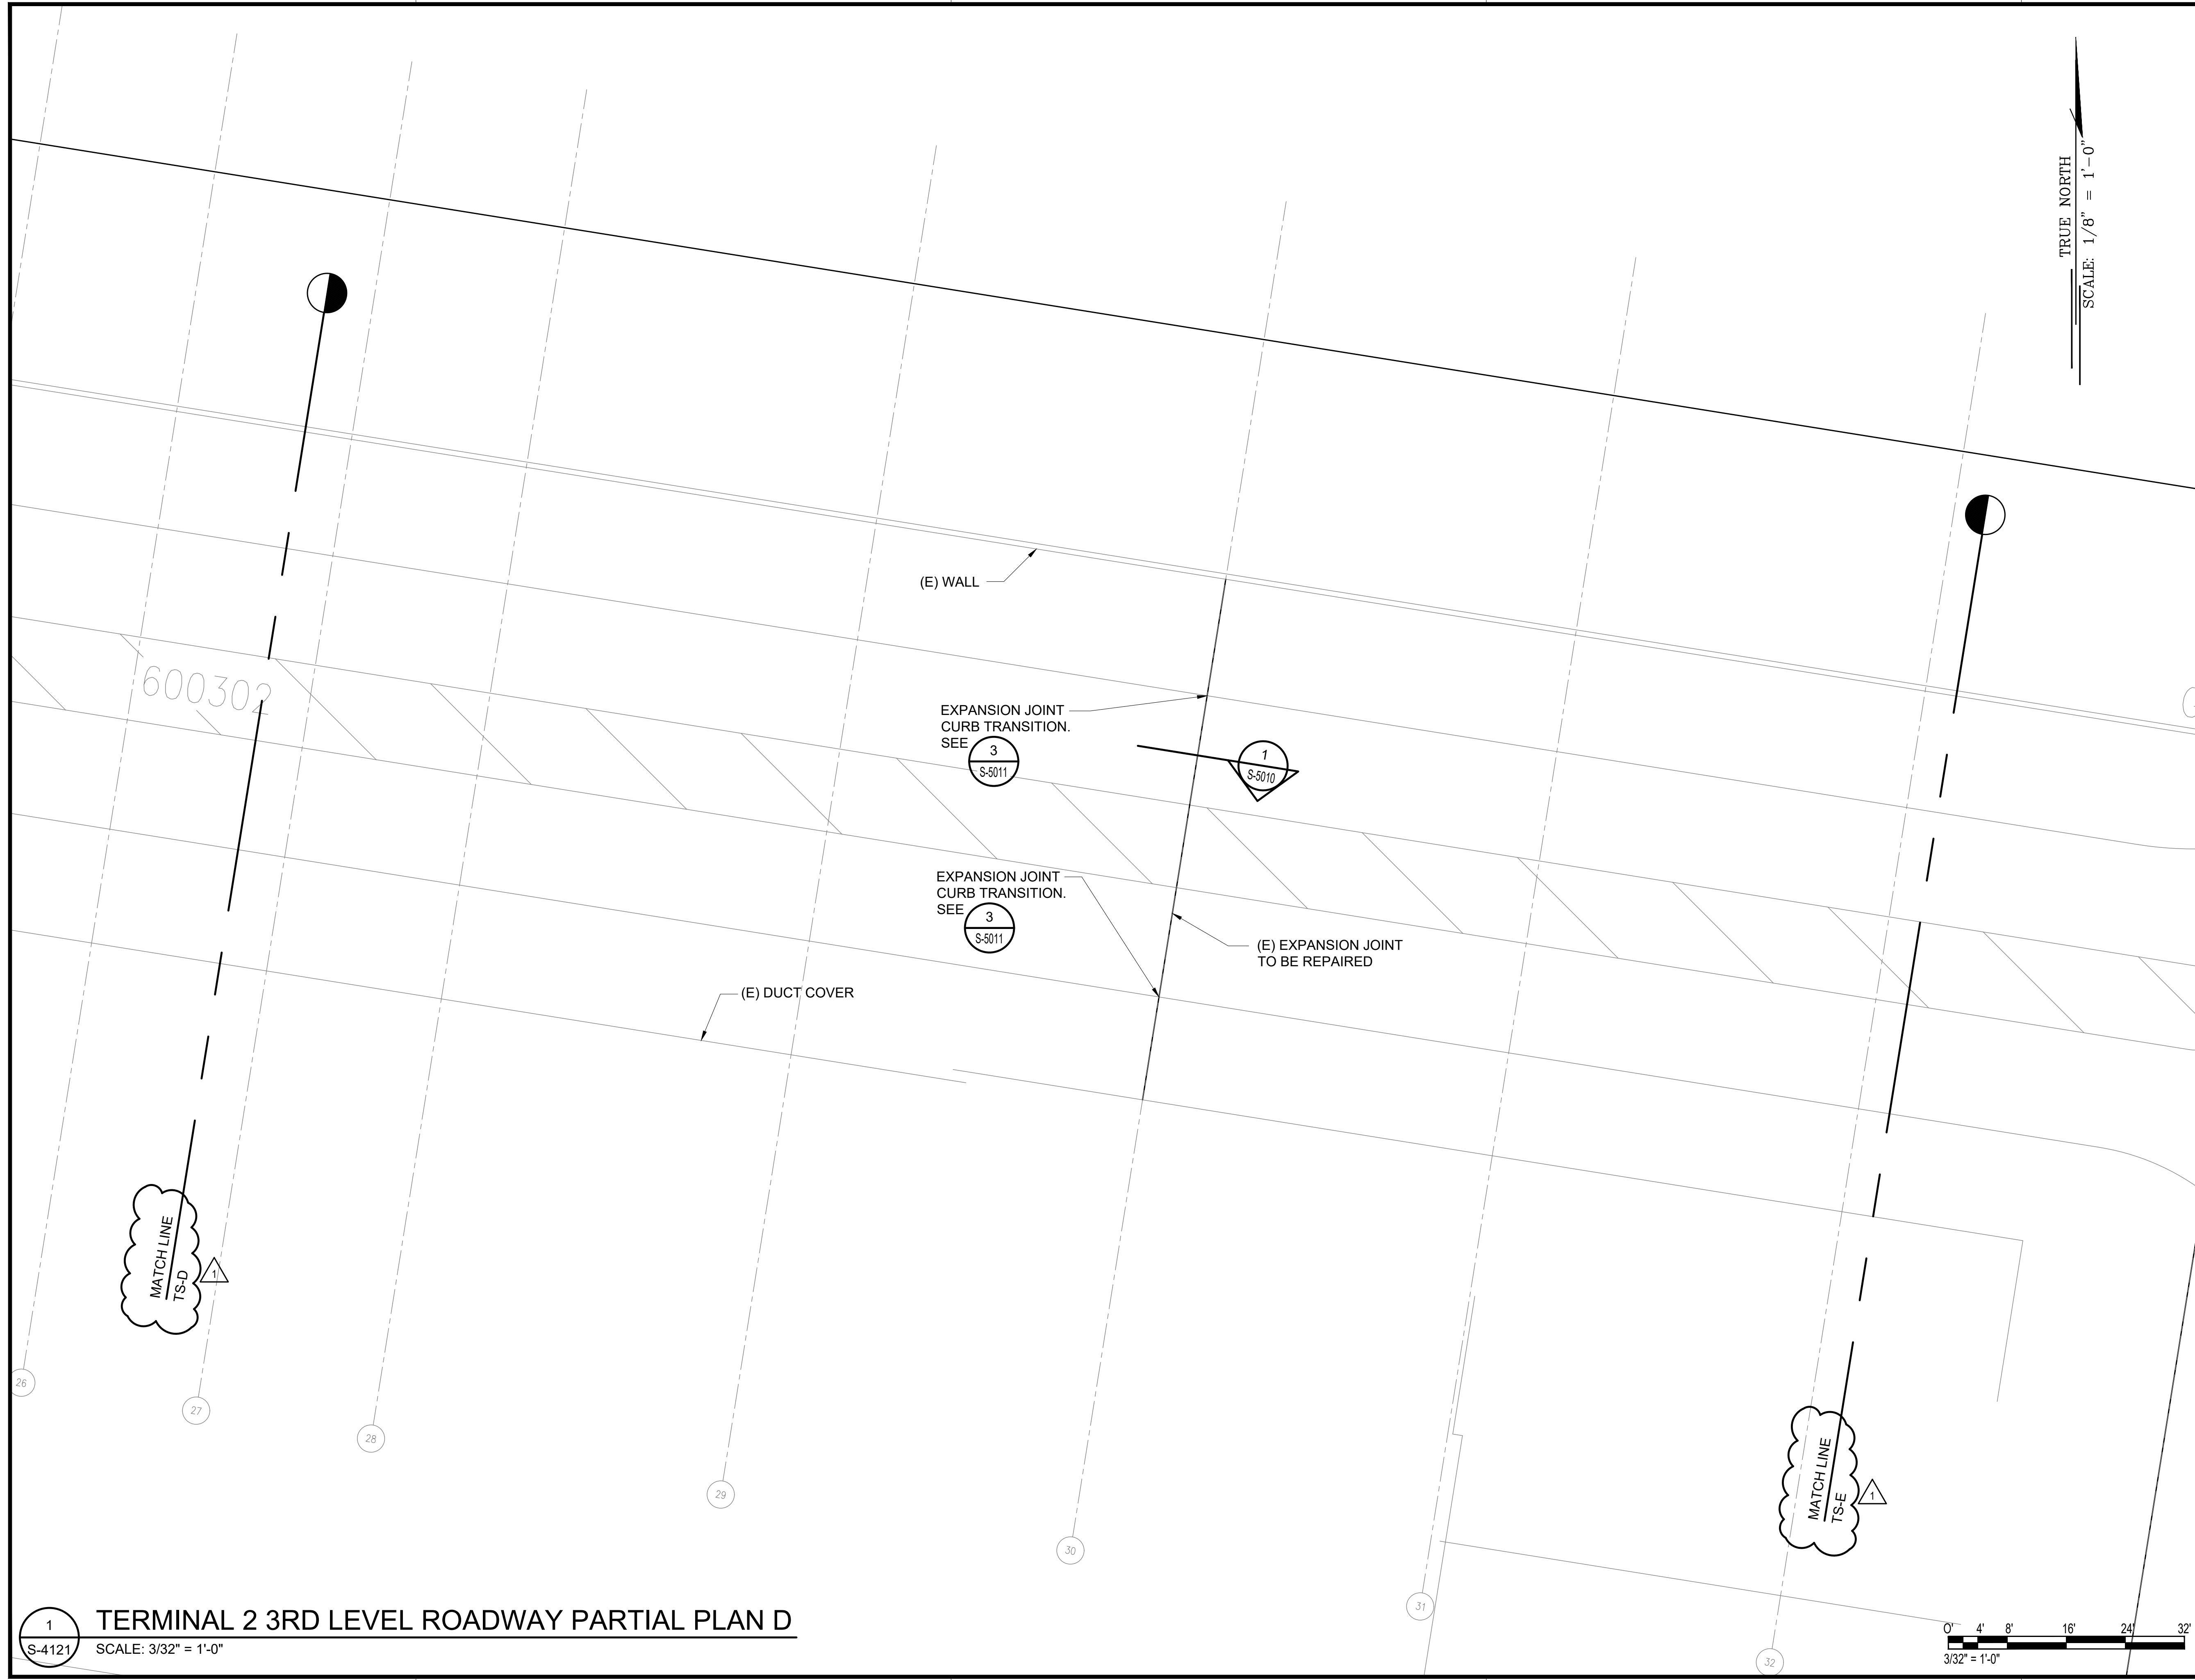 TRUE NORTH
SCALE: 1/8" = 1'-0"
(E) WALL
600302
EXPANSION JOINT
CURB TRANSITION.
SEE
3
S-5011
1
S-5010
EXPANSION JOINT
CURB TRANSITION.
SEE
3
S-5011
(E) EXPANSION JOINT
TO BE REPAIRED
(E) DUCT COVER
MATCH LINE
TS-D
1
MATCH LINE
TS-E
1
26
27
28
29
30
31
32
1
S-4121
TERMINAL 2 3RD LEVEL ROADWAY PARTIAL PLAN D
SCALE: 3/32" = 1'-0"
0' 4' 8' 16' 24' 32'
3/32" = 1'-0"